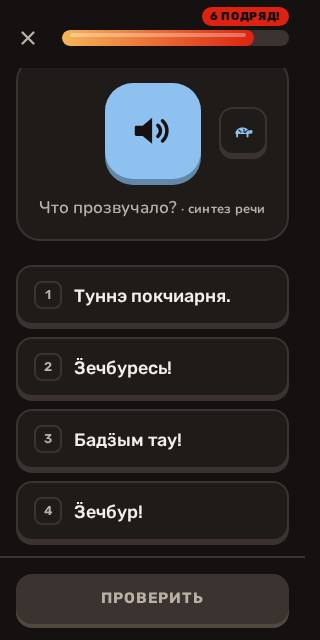 6 ПОДРЯД!
Что прозвучало? · синтез речи
1 Туннэ покчиарня.
2 Ӟечбуресь!
3 Бадӟым тау!
4 Ӟечбур!
ПРОВЕРИТЬ